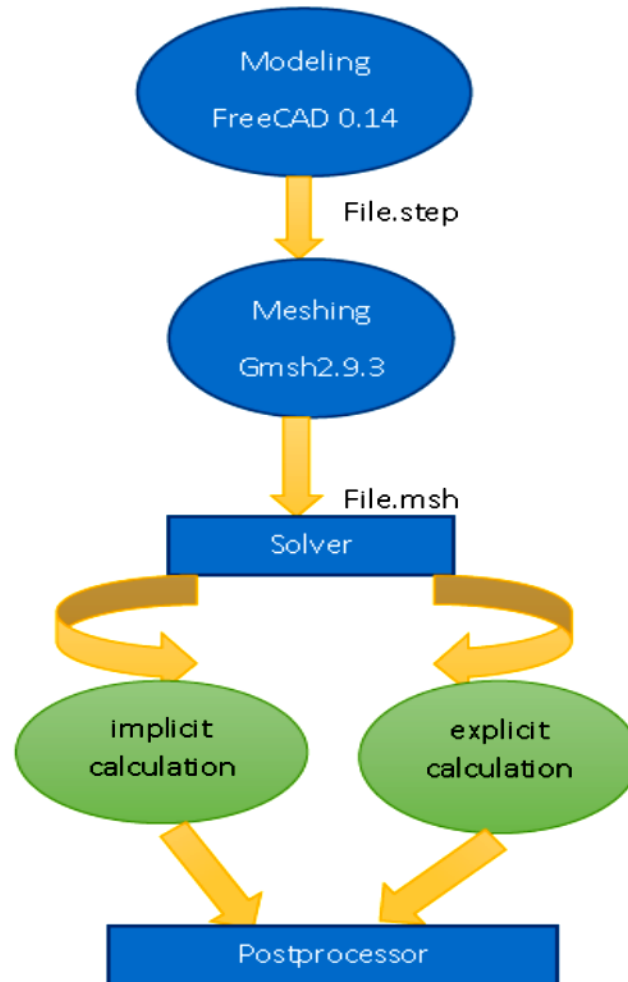 Modeling
FreeCAD 0.14
File.step
Meshing
Gmsh2.9.3
File.msh
Solver
implicit
calculation
explicit
calculation
Postprocessor